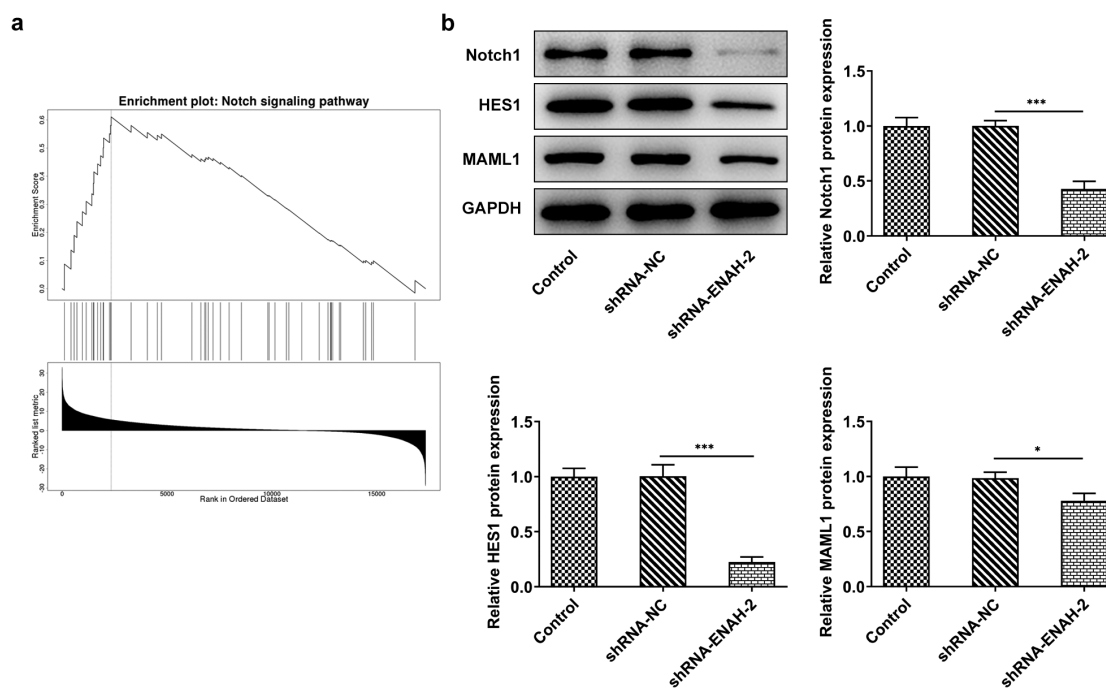 a
Enrichment plot: Notch signaling pathway
Enrichment Score
0.6
0.5
0.4
0.3
0.2
0.1
0.0
Ranked list metric
30
20
10
0
-10
-20
-30
0
5000
10000
15000
Rank in Ordered Dataset
b
Notch1
HES1
MAML1
GAPDH
Control
shRNA-NC
shRNA-ENAH-2
Relative Notch1 protein expression
1.5
1.0
0.5
0.0
***
Control
shRNA-NC
shRNA-ENAH-2
Relative HES1 protein expression
1.5
1.0
0.5
0.0
***
Control
shRNA-NC
shRNA-ENAH-2
Relative MAML1 protein expression
1.5
1.0
0.5
0.0
*
Control
shRNA-NC
shRNA-ENAH-2